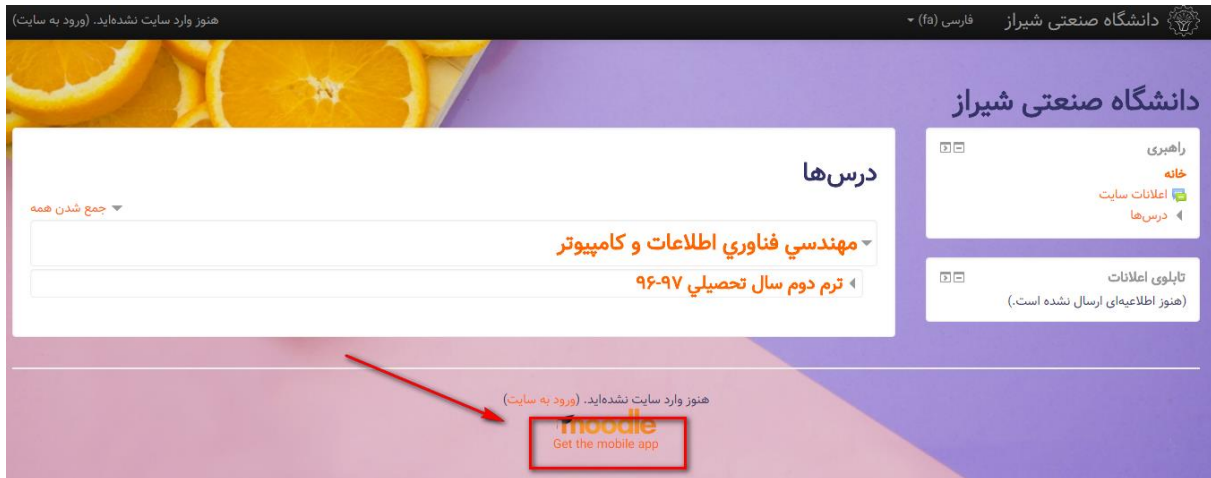 دانشگاه صنعتی شیراز
فارسی ‎(fa)‎
هنوز وارد سایت نشده‌اید. (ورود به سایت)
دانشگاه صنعتی شیراز
راهبری
خانه
اعلانات سایت
درس‌ها
تابلوی اعلانات
(هنوز اطلاعیه‌ای ارسال نشده است.)
درس‌ها
جمع شدن همه
مهندسي فناوري اطلاعات و كامپيوتر
ترم دوم سال تحصيلي ۹۷-۹۶
هنوز وارد سایت نشده‌اید. (ورود به سایت)
moodle
Get the mobile app